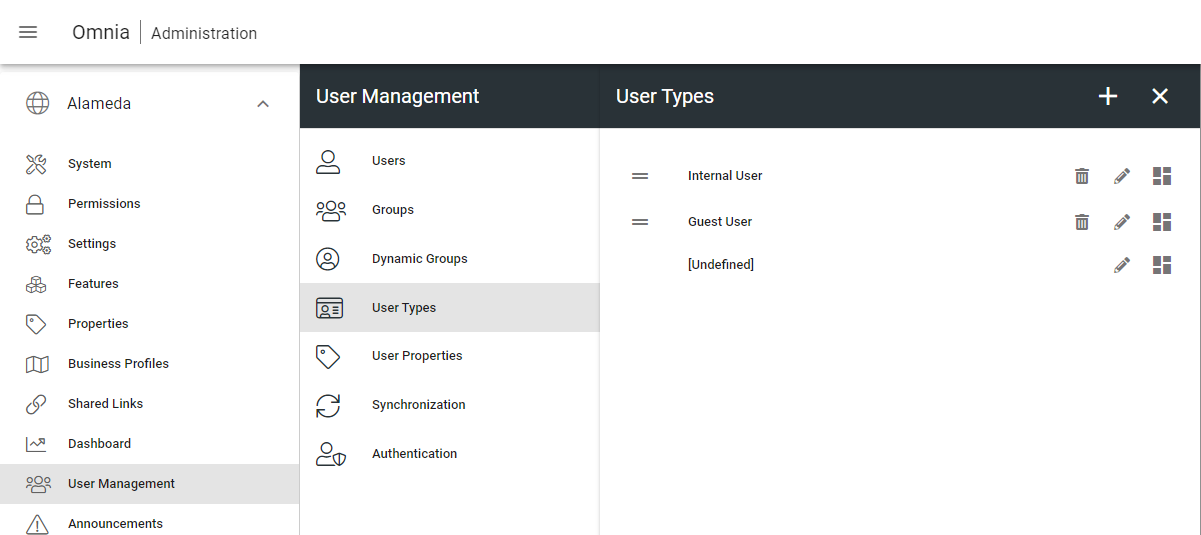 Omnia
Administration
Alameda
System
Permissions
Settings
Features
Properties
Business Profiles
Shared Links
Dashboard
User Management
Announcements
User Management
Users
Groups
Dynamic Groups
User Types
User Properties
Synchronization
Authentication
User Types
Internal User
Guest User
[Undefined]